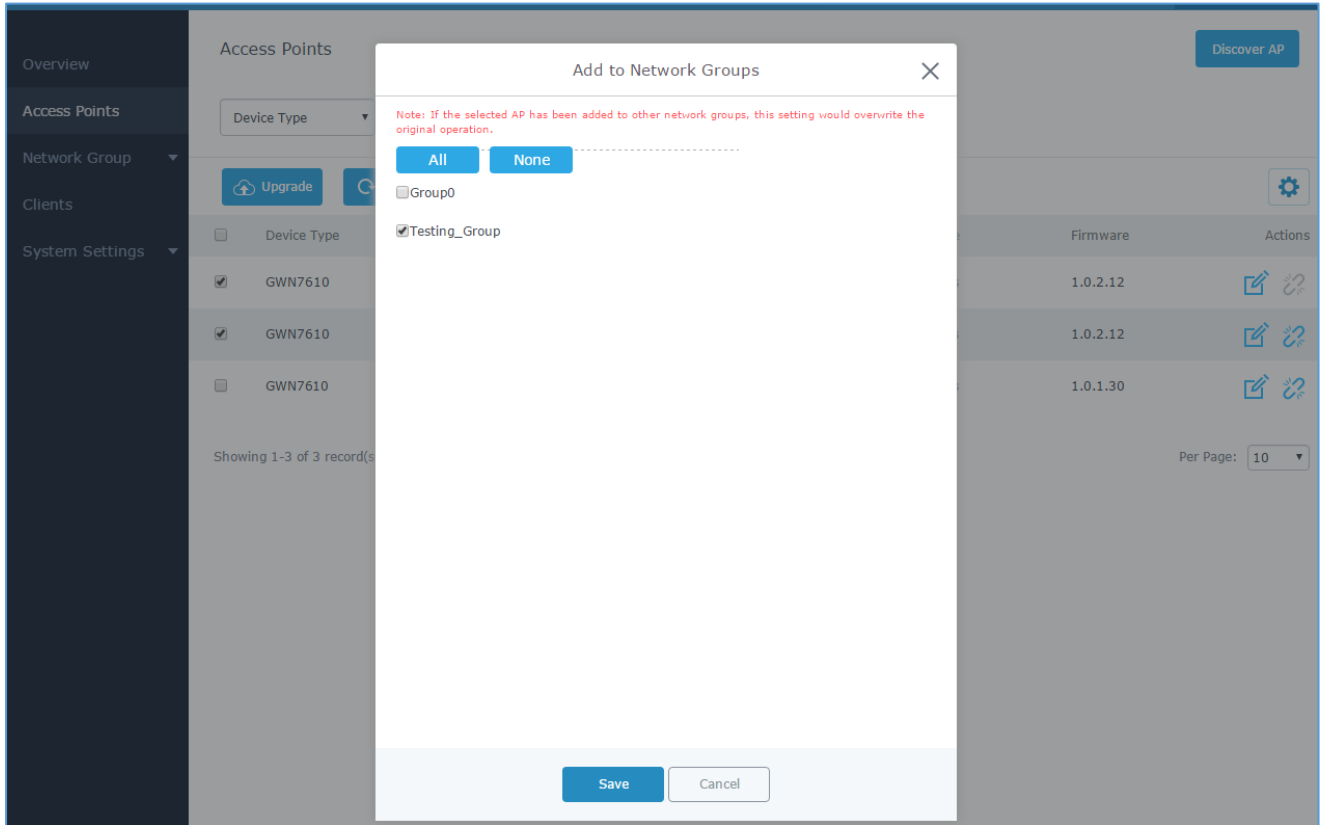 Overview
Access Points
Network Group
Clients
System Settings
Access Points
Discover AP
Device Type
Upgrade
Device Type
Firmware
Actions
GWN7610
1.0.2.12
GWN7610
1.0.2.12
GWN7610
1.0.1.30
Showing 1-3 of 3 record(s
Per Page: 10
Add to Network Groups
Note: If the selected AP has been added to other network groups, this setting would overwrite the
original operation.
All None
Group0
Testing_Group
Save Cancel